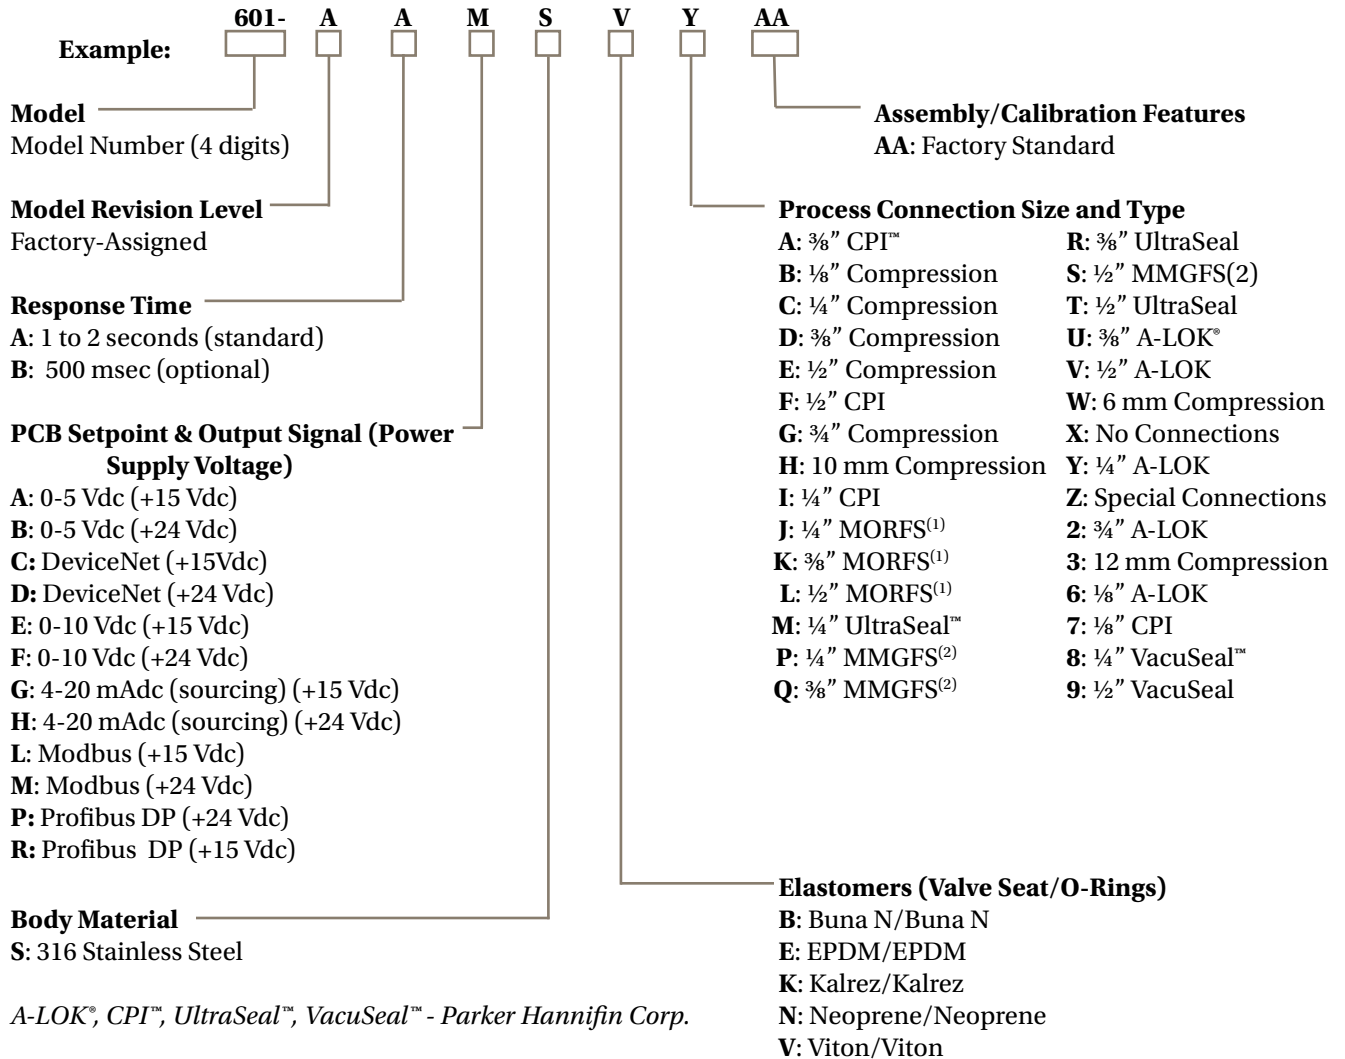 601- A A M S V Y AA
Example:
Model
Model Number (4 digits)
Model Revision Level
Factory-Assigned
Response Time
A: 1 to 2 seconds (standard)
B: 500 msec (optional)
PCB Setpoint & Output Signal (Power
Supply Voltage)
A: 0-5 Vdc (+15 Vdc)
B: 0-5 Vdc (+24 Vdc)
C: DeviceNet (+15Vdc)
D: DeviceNet (+24 Vdc)
E: 0-10 Vdc (+15 Vdc)
F: 0-10 Vdc (+24 Vdc)
G: 4-20 mAdc (sourcing) (+15 Vdc)
H: 4-20 mAdc (sourcing) (+24 Vdc)
L: Modbus (+15 Vdc)
M: Modbus (+24 Vdc)
P: Profibus DP (+24 Vdc)
R: Profibus DP (+15 Vdc)
Body Material
S: 316 Stainless Steel
A-LOK®, CPI™, UltraSeal™, VacuSeal™ - Parker Hannifin Corp.
Assembly/Calibration Features
AA: Factory Standard
Process Connection Size and Type
A: ⅜” CPI™
B: ⅛” Compression
C: ¼” Compression
D: ⅜” Compression
E: ½” Compression
F: ½” CPI
G: ¾” Compression
H: 10 mm Compression
I: ¼” CPI
J: ¼” MORFS(1)
K: ⅜” MORFS(1)
L: ½” MORFS(1)
M: ¼” UltraSeal™
P: ¼” MMGFS(2)
Q: ⅜” MMGFS(2)
R: ⅜” UltraSeal
S: ½” MMGFS(2)
T: ½” UltraSeal
U: ⅜” A-LOK®
V: ½” A-LOK
W: 6 mm Compression
X: No Connections
Y: ¼” A-LOK
Z: Special Connections
2: ¾” A-LOK
3: 12 mm Compression
6: ⅛” A-LOK
7: ⅛” CPI
8: ¼” VacuSeal™
9: ½” VacuSeal
Elastomers (Valve Seat/O-Rings)
B: Buna N/Buna N
E: EPDM/EPDM
K: Kalrez/Kalrez
N: Neoprene/Neoprene
V: Viton/Viton